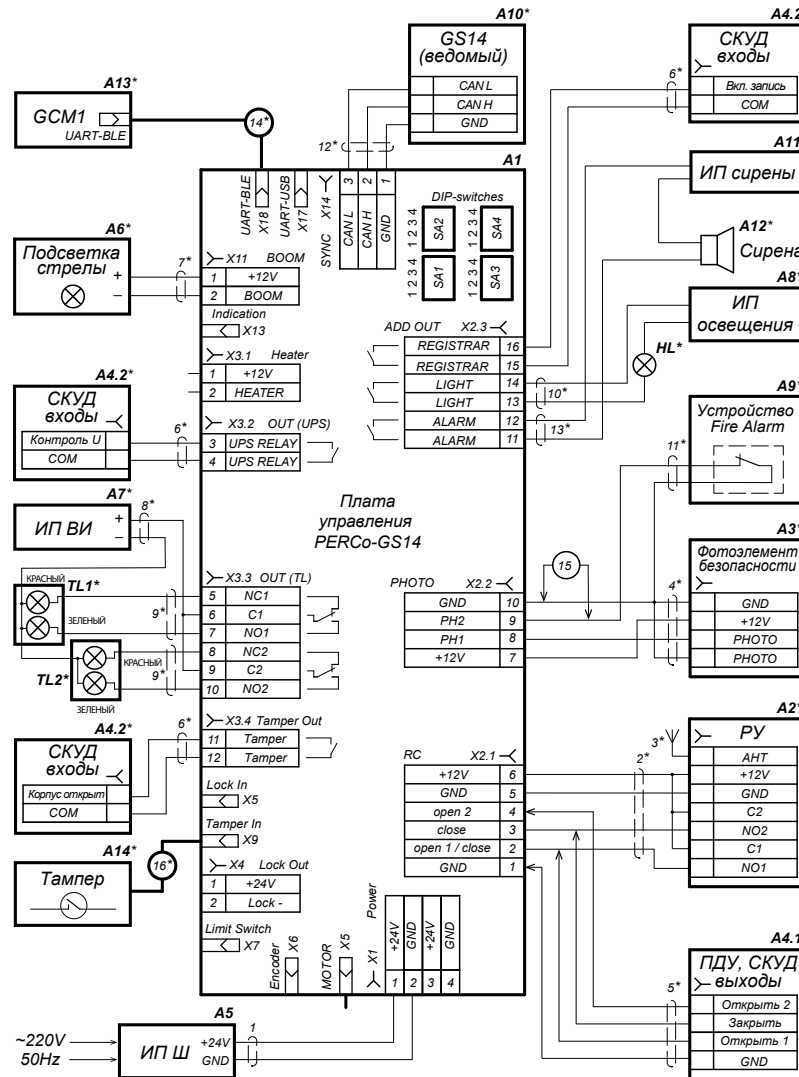 A10*
GS14
(ведомый)
CAN L
CAN H
GND
A4.2
СКУД
входы
6*
Вкл. запись
COM
A13*
GCM1
UART-BLE
14*
12*
A1
A11
ИП сирены
A12*
Сирена
UART-BLE
X18
UART-USB
X17
SYNC X14
3
2
1
CAN L
CAN H
GND
DIP-switches
1 2 3 4
SA2
1 2 3 4
SA4
1 2 3 4
SA1
1 2 3 4
SA3
A6*
Подсветка
стрелы
+
–
7*
X11 BOOM
1 +12V
2 BOOM
Indication
X13
X3.1 Heater
1 +12V
2 HEATER
ADD OUT X2.3
REGISTRAR 16
REGISTRAR 15
LIGHT 14
LIGHT 13
ALARM 12
ALARM 11
10*
13*
A8*
ИП
освещения
HL*
A4.2*
СКУД
входы
Контроль U
COM
6*
X3.2 OUT (UPS)
3 UPS RELAY
4 UPS RELAY
A9*
Устройство
Fire Alarm
11*
A7*
ИП ВИ
+
–
8*
Плата
управления
PERCo-GS14
КРАСНЫЙ
TL1*
ЗЕЛЕНЫЙ
9*
КРАСНЫЙ
TL2*
ЗЕЛЕНЫЙ
9*
X3.3 OUT (TL)
5 NC1
6 C1
7 NO1
8 NC2
9 C2
10 NO2
PHOTO X2.2
GND 10
PH2 9
PH1 8
+12V 7
15
A3*
Фотоэлемент
безопасности
4*
GND
+12V
PHOTO
PHOTO
A4.2*
СКУД
входы
Корпус открыт
COM
6*
X3.4 Tamper Out
11 Tamper
12 Tamper
Lock In
X5
Tamper In
X9
A14*
Тампер
16*
X4 Lock Out
1 +24V
2 Lock -
Limit Switch
X7
RC X2.1
+12V 6
GND 5
open 2 4
close 3
open 1 / close 2
GND 1
A2*
РУ
3*
2*
АНТ
+12V
GND
C2
NO2
C1
NO1
Encoder
X6
MOTOR
X5
X1 Power
+24V
GND
+24V
GND
1
2
3
4
A4.1
ПДУ, СКУД
выходы
5*
Открыть 2
Закрыть
Открыть 1
GND
A5
~220V
50Hz
ИП Ш
+24V
GND
1